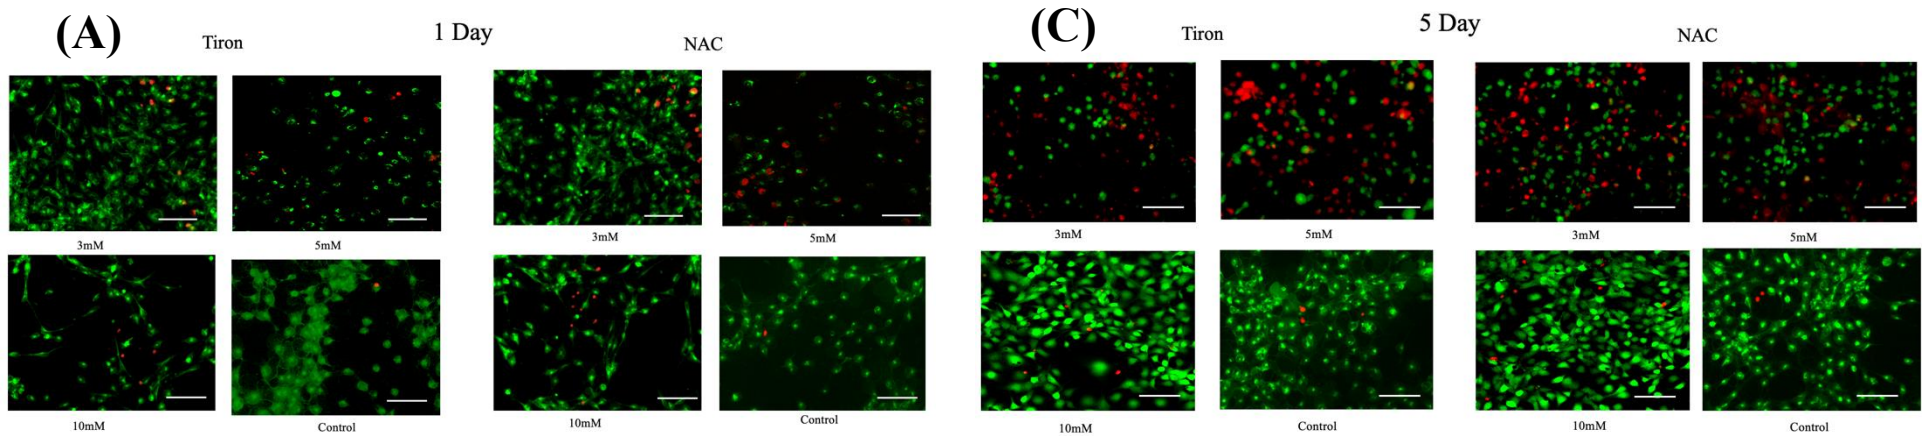 (A)
1 Day
Tiron
NAC
3mM
5mM
3mM
5mM
10mM
Control
10mM
Control
(C)
5 Day
Tiron
NAC
3mM
5mM
3mM
5mM
10mM
Control
10mM
Control